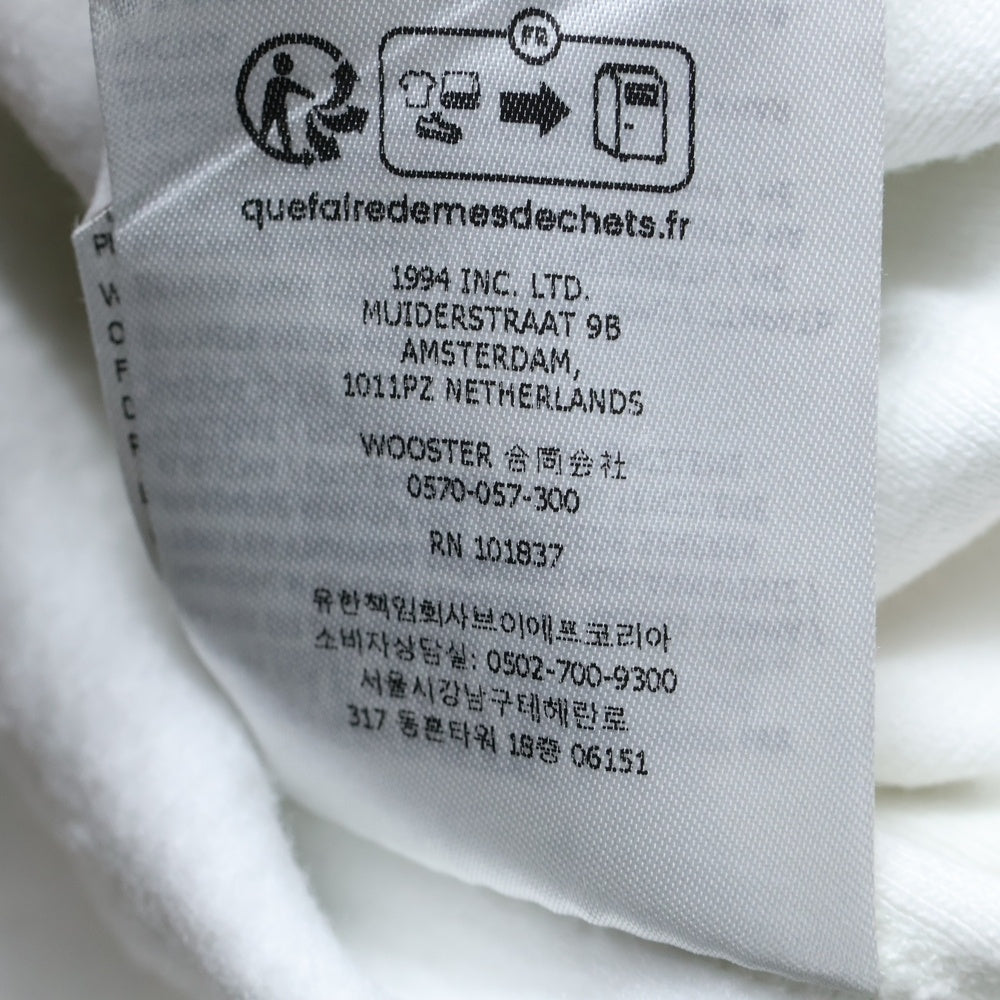 FR
quefairedemesdechets.fr
1994 INC. LTD.
MUIDERSTRAAT 9B
AMSTERDAM,
1011PZ NETHERLANDS
WOOSTER 合同会社
0570-057-300
RN 101837
유한책임회사브이에프코리아
소비자상담실: 0502-700-9300
서울시강남구테헤란로
317 동훈타워 18층 06151